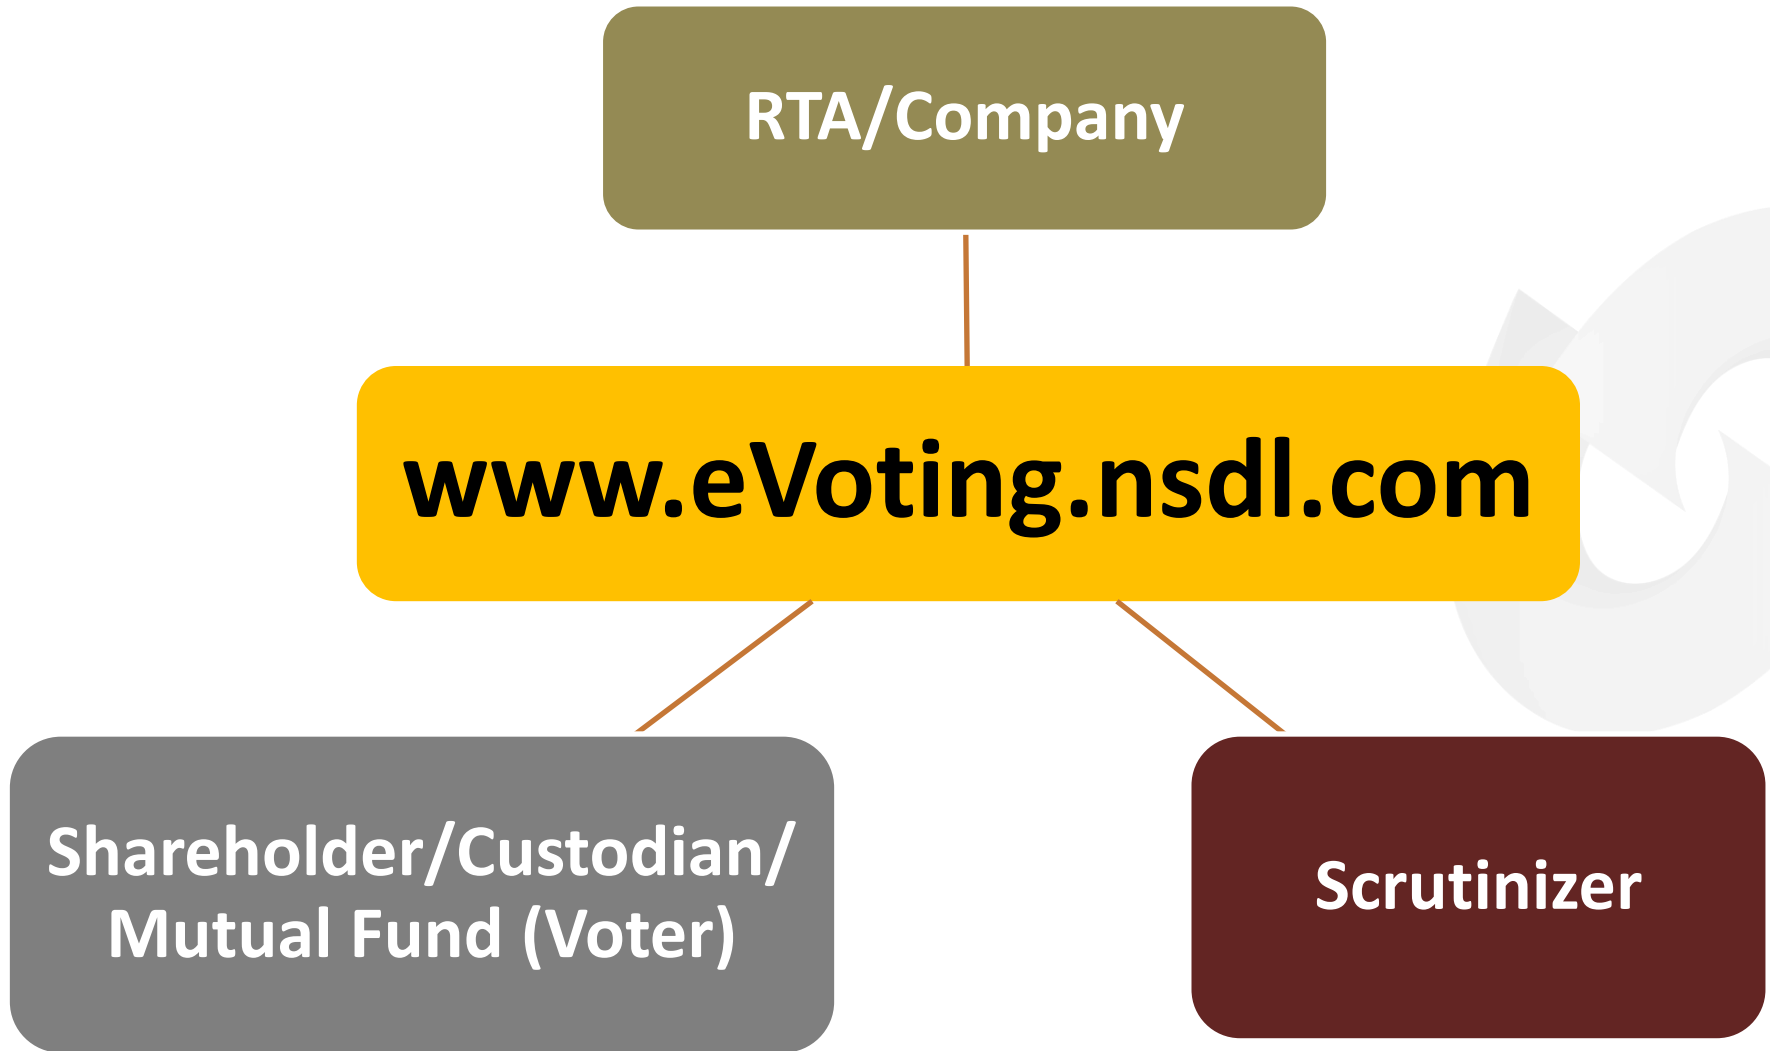 RTA/Company
www.eVoting.nsdl.com
Shareholder/Custodian/
Mutual Fund (Voter)
Scrutinizer